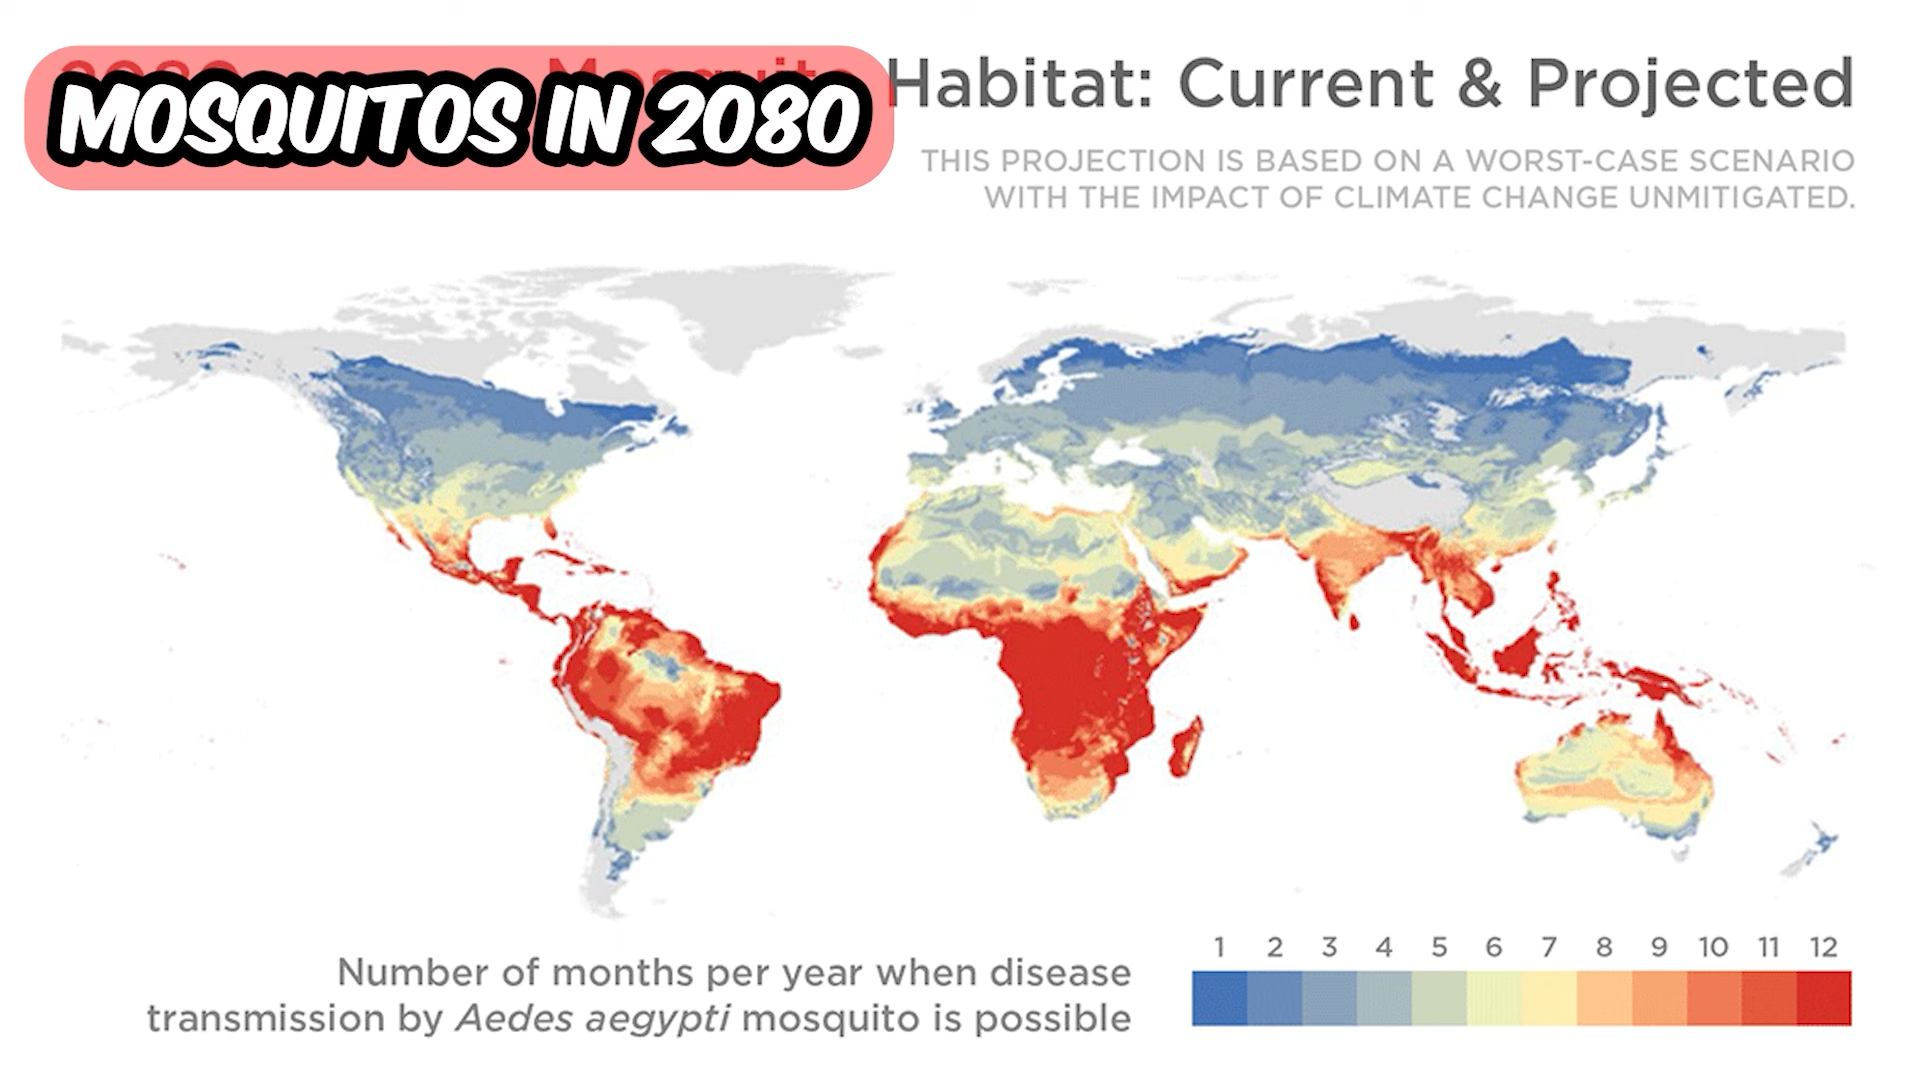 MOSQUITOS IN 2080
Habitat: Current & Projected
THIS PROJECTION IS BASED ON A WORST-CASE SCENARIO
WITH THE IMPACT OF CLIMATE CHANGE UNMITIGATED.
Number of months per year when disease
transmission by Aedes aegypti mosquito is possible
1 2 3 4 5 6 7 8 9 10 11 12